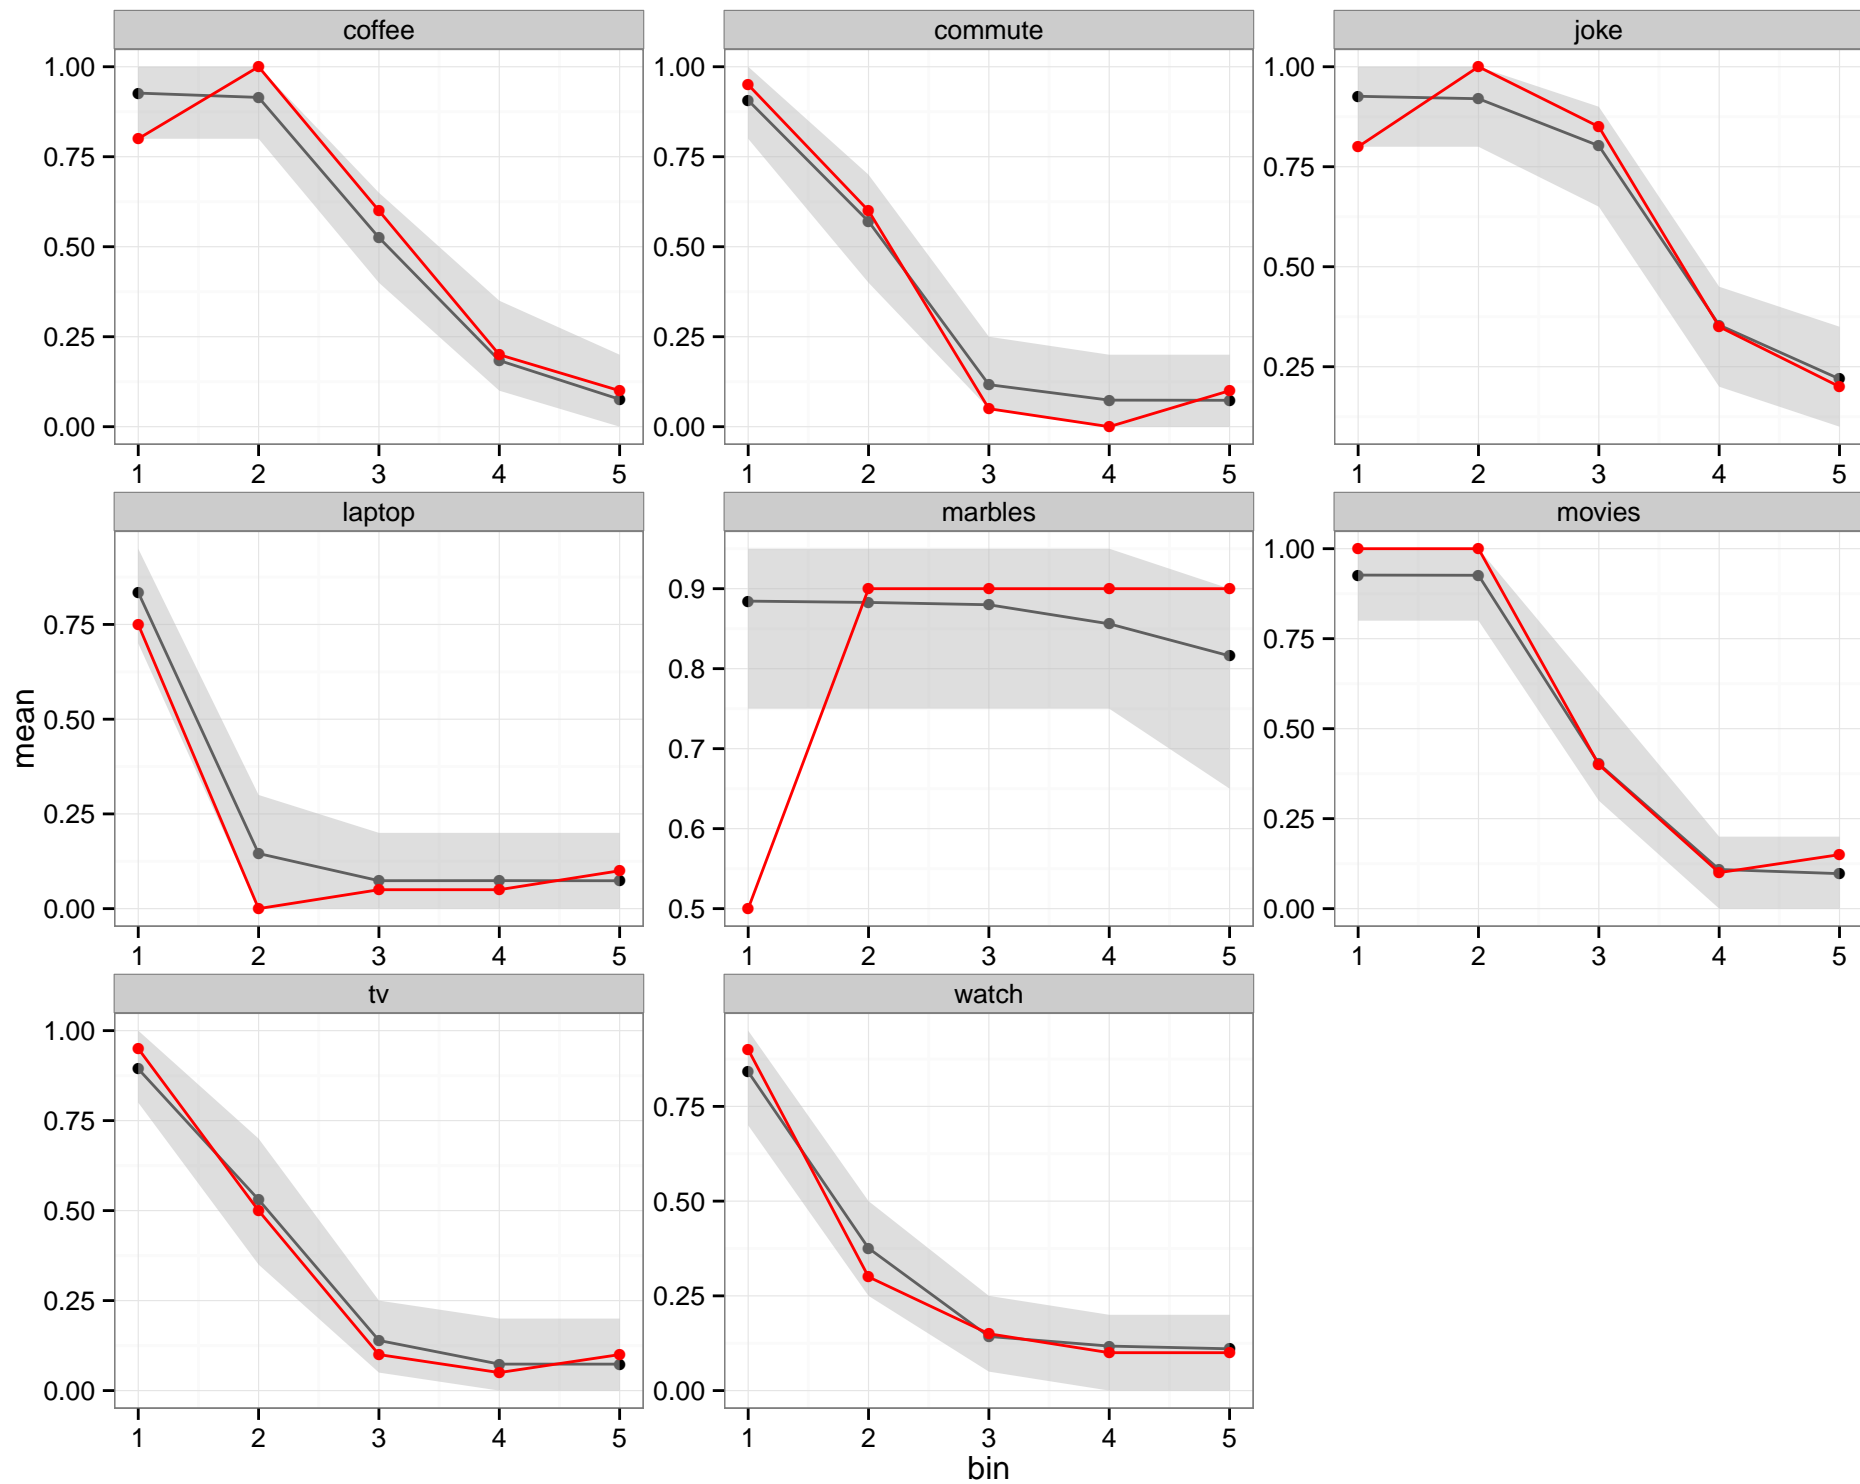 coffee commute joke
1.00 1.00 1.00
0.75 0.75 0.75
0.50 0.50 0.50
0.25 0.25 0.25
0.00 0.00
1 2 3 4 5 1 2 3 4 5 1 2 3 4 5
laptop marbles movies
0.75 0.9 1.00
0.50 0.8 0.75
0.25 0.7 0.50
0.00 0.6 0.25
0.5 0.00
1 2 3 4 5 1 2 3 4 5 1 2 3 4 5
mean
tv watch
1.00 0.75
0.75 0.50
0.50 0.25
0.25 0.00
0.00
1 2 3 4 5 1 2 3 4 5
bin